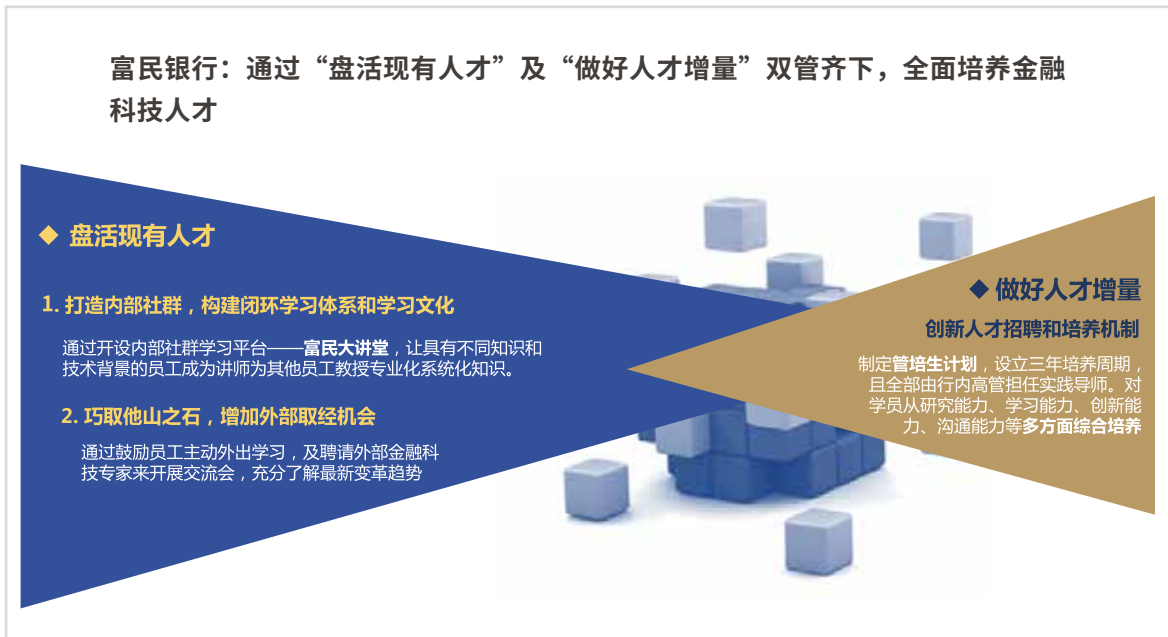 富民银行：通过“盘活现有人才”及“做好人才增量”双管齐下，全面培养金融
科技人才
◆ 盘活现有人才
1. 打造内部社群，构建闭环学习体系和学习文化
通过开设内部社群学习平台——富民大讲堂，让具有不同知识和
技术背景的员工成为讲师为其他员工教授专业化系统化知识。
2. 巧取他山之石，增加外部取经机会
通过鼓励员工主动外出学习，及聘请外部金融科
技专家来开展交流会，充分了解最新变革趋势
◆ 做好人才增量
创新人才招聘和培养机制
制定管培生计划，设立三年培养周期，
且全部由行内高管担任实践导师。对
学员从研究能力、学习能力、创新能
力、沟通能力等多方面综合培养